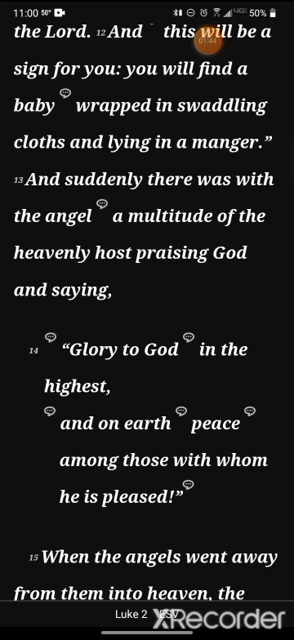 11:00 50° 50%
01:44
the Lord. 12 And this will be a
sign for you: you will find a
baby wrapped in swaddling
cloths and lying in a manger.”
13 And suddenly there was with
the angel a multitude of the
heavenly host praising God
and saying,
14 “Glory to God in the
highest,
and on earth peace
among those with whom
he is pleased!”
15 When the angels went away
from them into heaven, the
Luke 2 ESV
XRecorder